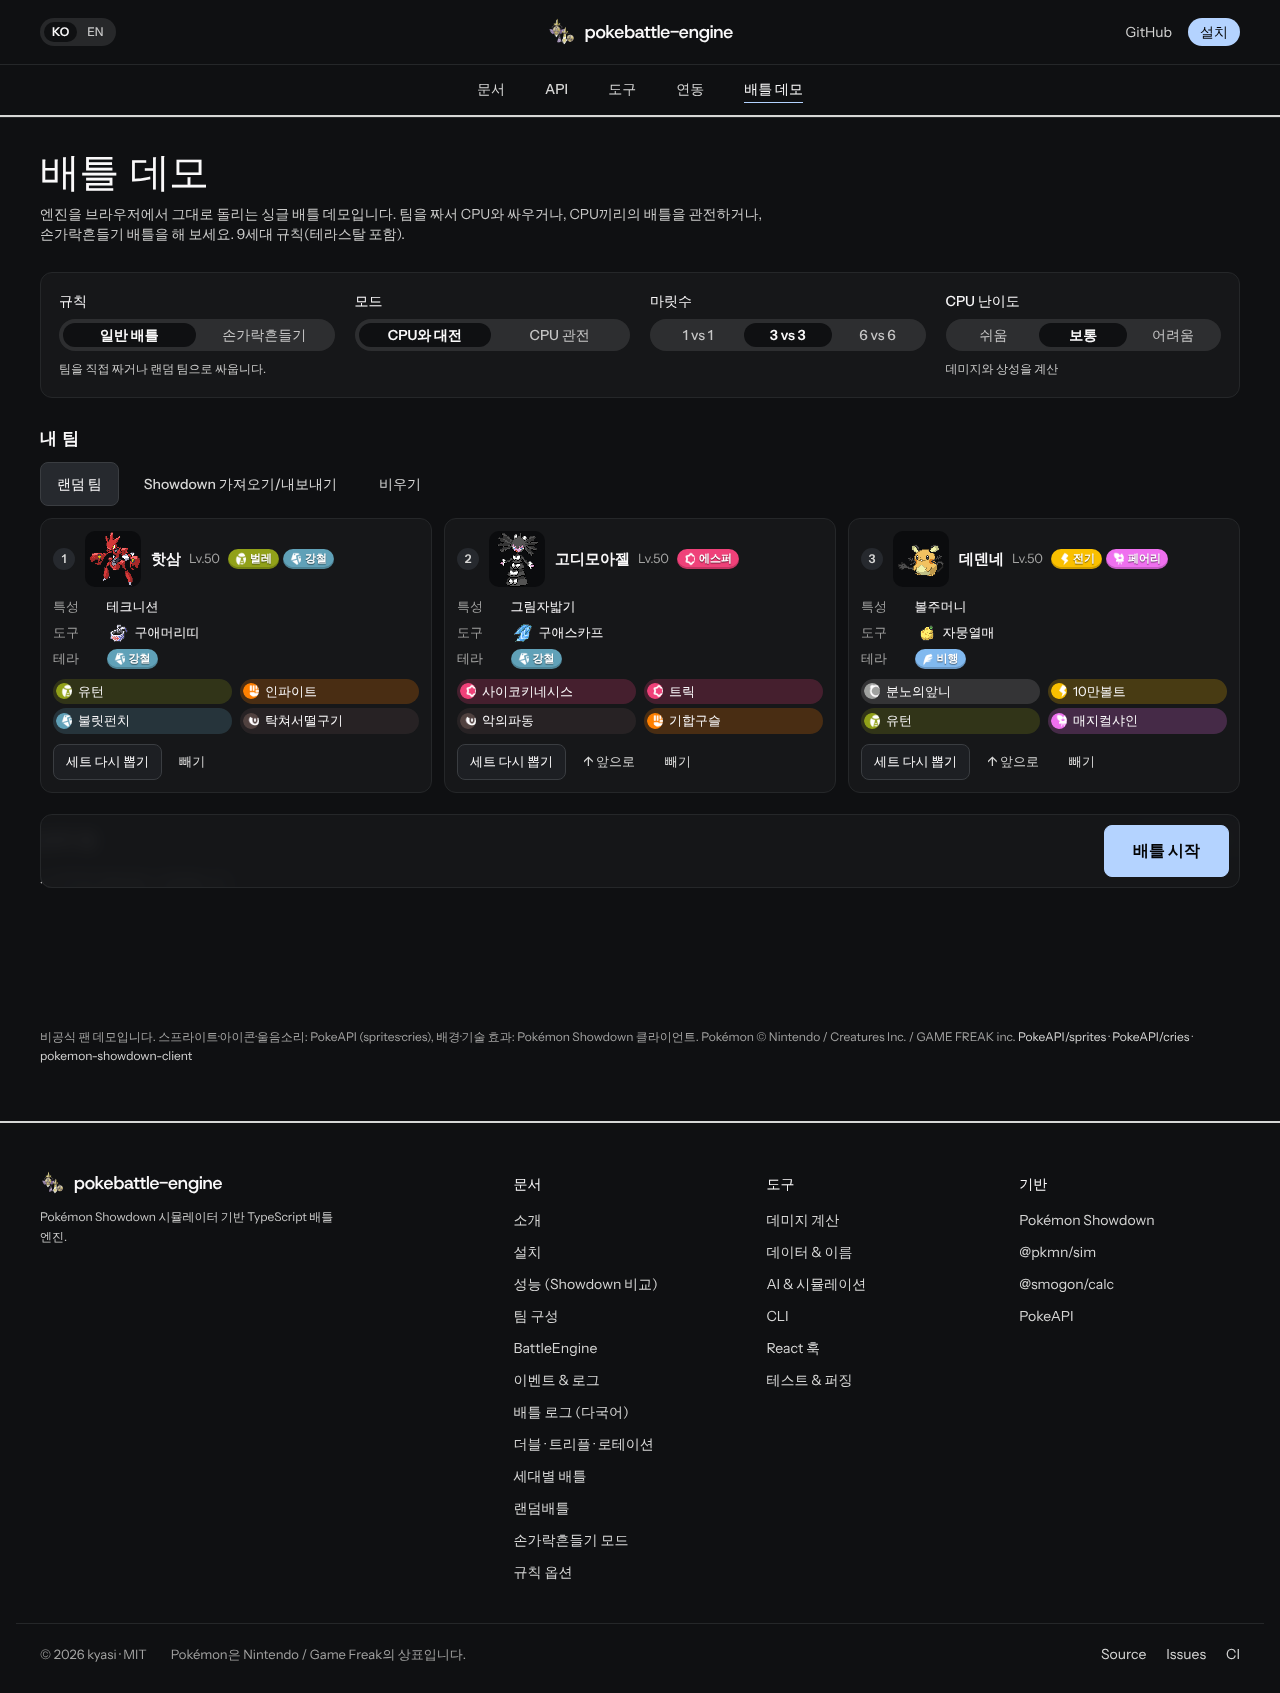 KO EN
pokebattle-engine
GitHub 설치
문서 API 도구 연동 배틀 데모
배틀 데모
엔진을 브라우저에서 그대로 돌리는 싱글 배틀 데모입니다. 팀을 짜서 CPU와 싸우거나, CPU끼리의 배틀을 관전하거나,
손가락흔들기 배틀을 해 보세요. 9세대 규칙(테라스탈 포함).
규칙
일반 배틀 손가락흔들기
팀을 직접 짜거나 랜덤 팀으로 싸웁니다.
모드
CPU와 대전 CPU 관전
마릿수
1 vs 1 3 vs 3 6 vs 6
CPU 난이도
쉬움 보통 어려움
데미지와 상성을 계산
내 팀
랜덤 팀 Showdown 가져오기/내보내기 비우기
1 핫삼 Lv.50 벌레 강철
특성 테크니션
도구 구애머리띠
테라 강철
유턴 인파이트
불릿펀치 탁쳐서떨구기
세트 다시 뽑기 빼기
2 고디모아젤 Lv.50 에스퍼
특성 그림자밟기
도구 구애스카프
테라 강철
사이코키네시스 트릭
악의파동 기합구슬
세트 다시 뽑기 ↑ 앞으로 빼기
3 데덴네 Lv.50 전기 페어리
특성 볼주머니
도구 자뭉열매
테라 비행
분노의앞니 10만볼트
유턴 매지컬샤인
세트 다시 뽑기 ↑ 앞으로 빼기
배틀 시작
비공식 팬 데모입니다. 스프라이트·아이콘·울음소리: PokeAPI (sprites·cries), 배경·기술 효과: Pokémon Showdown 클라이언트. Pokémon © Nintendo / Creatures Inc. / GAME FREAK inc. PokeAPI/sprites · PokeAPI/cries ·
pokemon-showdown-client
pokebattle-engine
Pokémon Showdown 시뮬레이터 기반 TypeScript 배틀
엔진.
문서
소개
설치
성능 (Showdown 비교)
팀 구성
BattleEngine
이벤트 & 로그
배틀 로그 (다국어)
더블 · 트리플 · 로테이션
세대별 배틀
랜덤배틀
손가락흔들기 모드
규칙 옵션
도구
데미지 계산
데이터 & 이름
AI & 시뮬레이션
CLI
React 훅
테스트 & 퍼징
기반
Pokémon Showdown
@pkmn/sim
@smogon/calc
PokeAPI
© 2026 kyasi · MIT Pokémon은 Nintendo / Game Freak의 상표입니다.
Source Issues CI